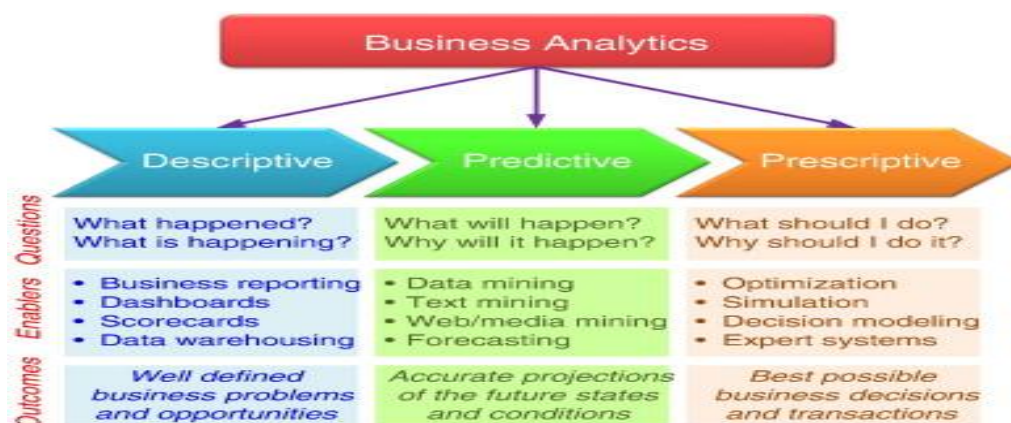 Business Analytics
Descriptive
Predictive
Prescriptive
Questions
What happened?
What is happening?
What will happen?
Why will it happen?
What should I do?
Why should I do it?
Enablers
• Business reporting
• Dashboards
• Scorecards
• Data warehousing
• Data mining
• Text mining
• Web/media mining
• Forecasting
• Optimization
• Simulation
• Decision modeling
• Expert systems
Outcomes
Well defined
business problems
and opportunities
Accurate projections
of the future states
and conditions
Best possible
business decisions
and transactions